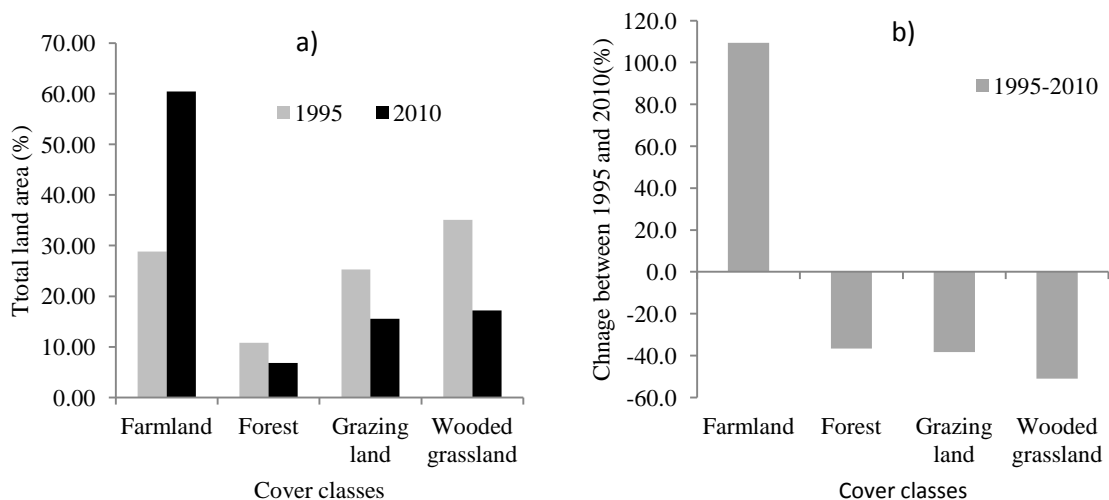 a)
Ttotal land area (%)
70.00
60.00
50.00
40.00
30.00
20.00
10.00
0.00
1995 2010
Farmland Forest Grazing Wooded
land grassland
Cover classes
b)
Chnage between 1995 and 2010(%)
120.0
100.0
80.0
60.0
40.0
20.0
0.0
-20.0
-40.0
-60.0
1995-2010
Farmland Forest Grazing Wooded
land grassland
Cover classes